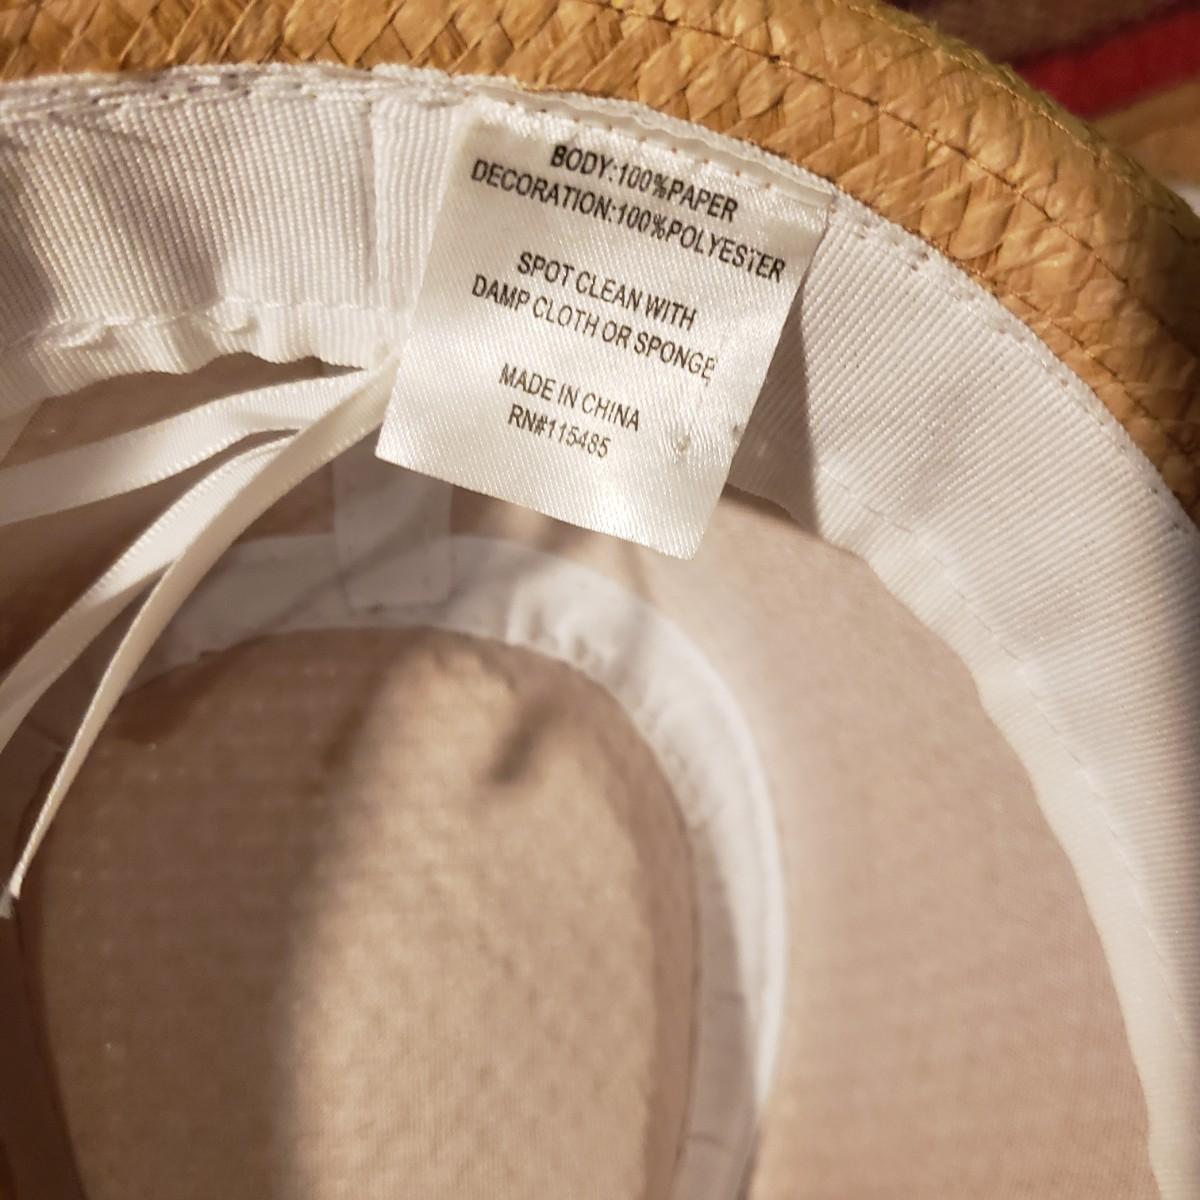 BODY:100%PAPER
DECORATION:100%POLYESTER
SPOT CLEAN WITH
DAMP CLOTH OR SPONGE
MADE IN CHINA
RN#115485